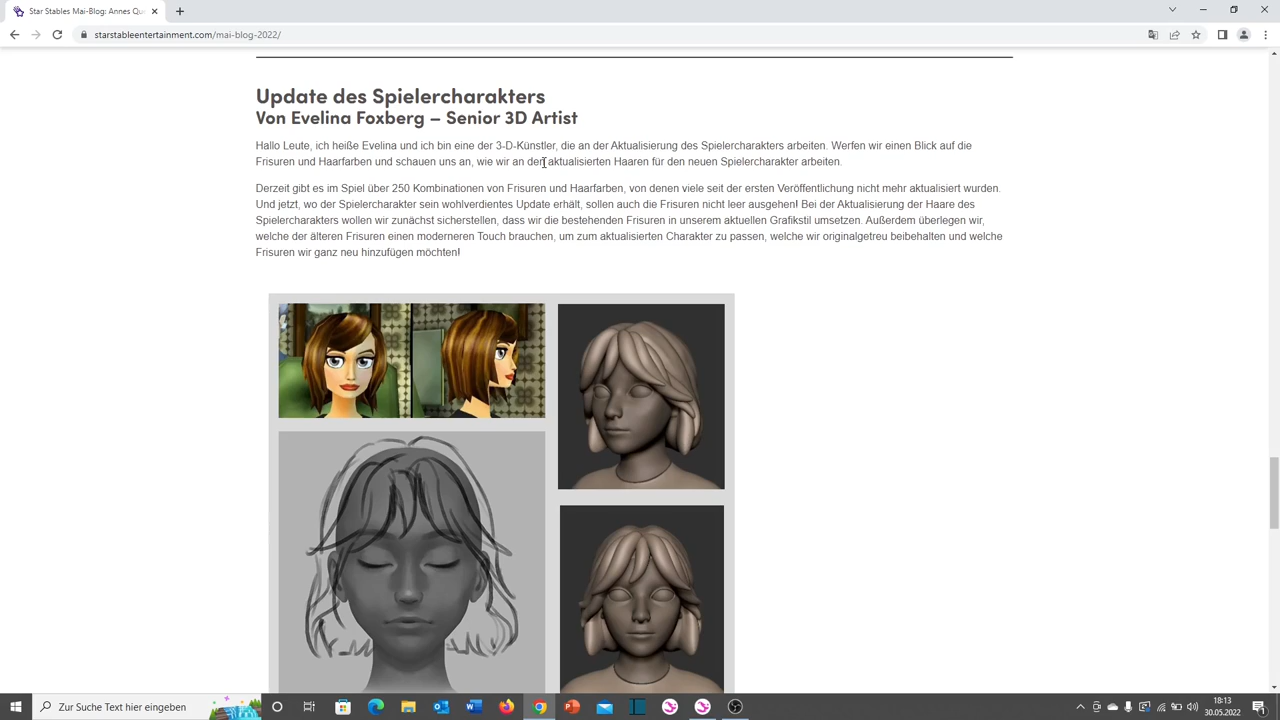 Star Stables Mai-Blog: Annes Qu
starstableentertainment.com/mai-blog-2022/
Update des Spielercharakters
Von Evelina Foxberg – Senior 3D Artist
Hallo Leute, ich heiße Evelina und ich bin eine der 3-D-Künstler, die an der Aktualisierung des Spielercharakters arbeiten. Werfen wir einen Blick auf die
Frisuren und Haarfarben und schauen uns an, wie wir an den aktualisierten Haaren für den neuen Spielercharakter arbeiten.
Derzeit gibt es im Spiel über 250 Kombinationen von Frisuren und Haarfarben, von denen viele seit der ersten Veröffentlichung nicht mehr aktualisiert wurden.
Und jetzt, wo der Spielercharakter sein wohlverdientes Update erhält, sollen auch die Frisuren nicht leer ausgehen! Bei der Aktualisierung der Haare des
Spielercharakters wollen wir zunächst sicherstellen, dass wir die bestehenden Frisuren in unserem aktuellen Grafikstil umsetzen. Außerdem überlegen wir,
welche der älteren Frisuren einen moderneren Touch brauchen, um zum aktualisierten Charakter zu passen, welche wir originalgetreu beibehalten und welche
Frisuren wir ganz neu hinzufügen möchten!
Zur Suche Text hier eingeben
18:13
30.05.2022